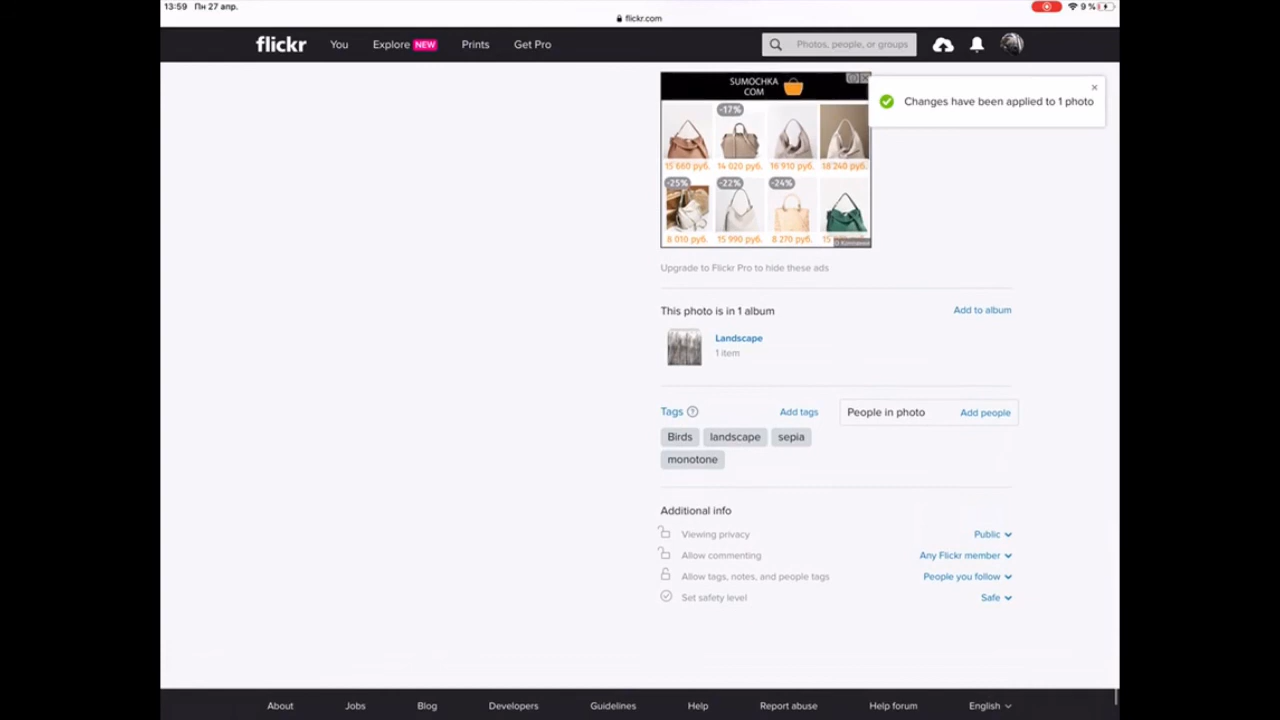 13:59 Пн 27 апр.
9 %
flickr.com
flickr You Explore NEW Prints Get Pro Photos, people, or groups
SUMOCHKA
COM
Changes have been applied to 1 photo
-17%
15 660 руб. 14 020 руб. 16 910 руб. 18 240 руб.
-25% -22% -24%
8 010 руб. 15 990 руб. 8 270 руб. 15
О Компании
Upgrade to Flickr Pro to hide these ads
This photo is in 1 album Add to album
Landscape
1 item
Tags Add tags People in photo Add people
Birds landscape sepia
monotone
Additional info
Viewing privacy Public
Allow commenting Any Flickr member
Allow tags, notes, and people tags People you follow
Set safety level Safe
About Jobs Blog Developers Guidelines Help Report abuse Help forum English